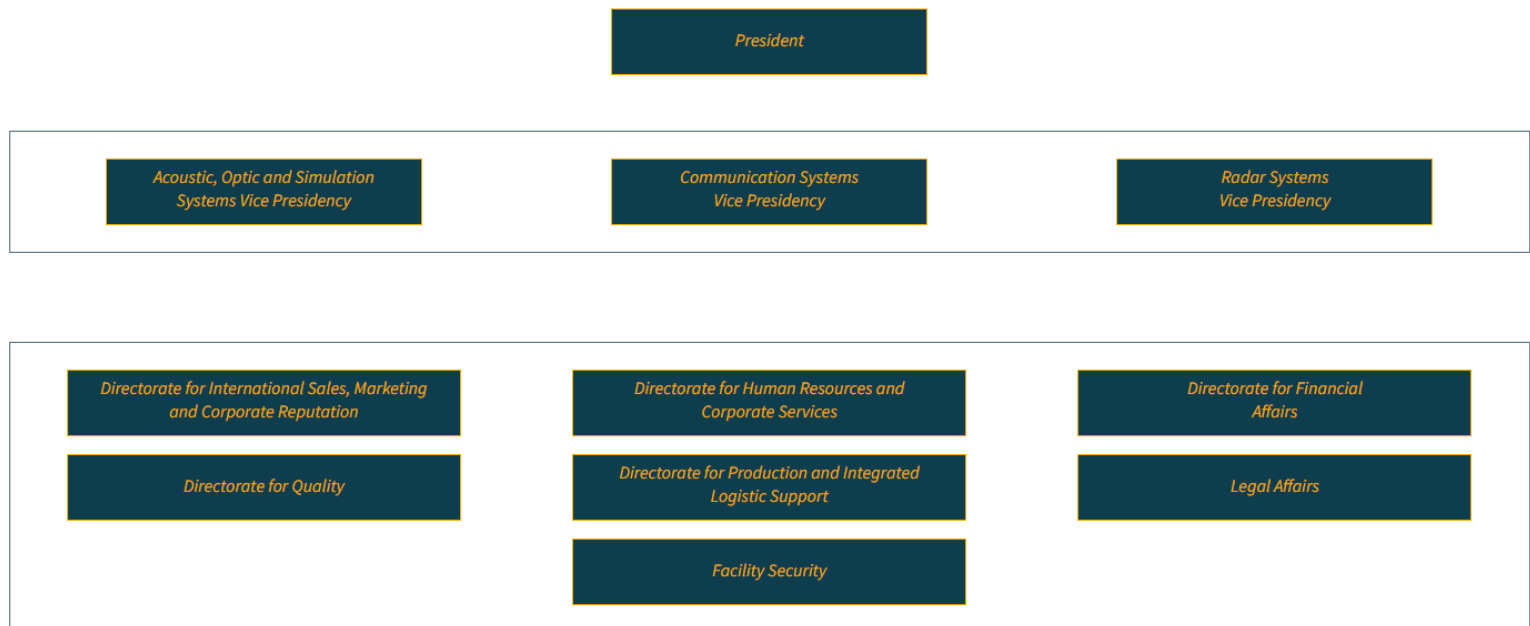 President
Acoustic, Optic and Simulation
Systems Vice Presidency
Communication Systems
Vice Presidency
Radar Systems
Vice Presidency
Directorate for International Sales, Marketing
and Corporate Reputation
Directorate for Human Resources and
Corporate Services
Directorate for Financial
Affairs
Directorate for Quality
Directorate for Production and Integrated
Logistic Support
Legal Affairs
Facility Security